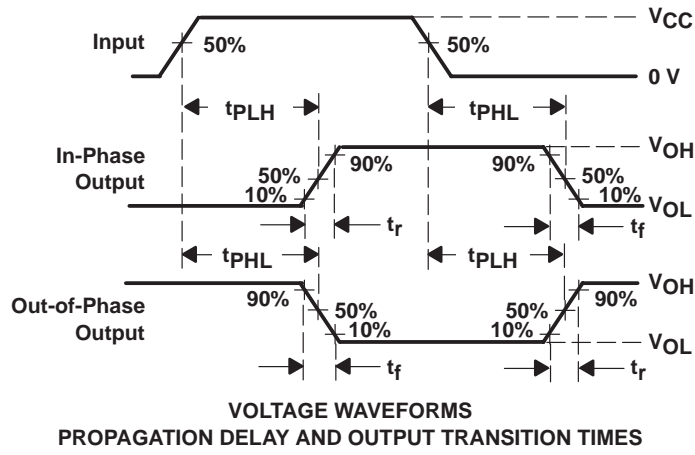 VCC
Input
50%
50%
0 V
tPLH
tPHL
In-Phase
Output
VOH
50%
10%
90%
90%
50%
10%
VOL
tr
tf
tPHL
tPLH
Out-of-Phase
Output
90%
50%
10%
50%
10%
90%
VOH
VOL
tf
tr
VOLTAGE WAVEFORMS
PROPAGATION DELAY AND OUTPUT TRANSITION TIMES